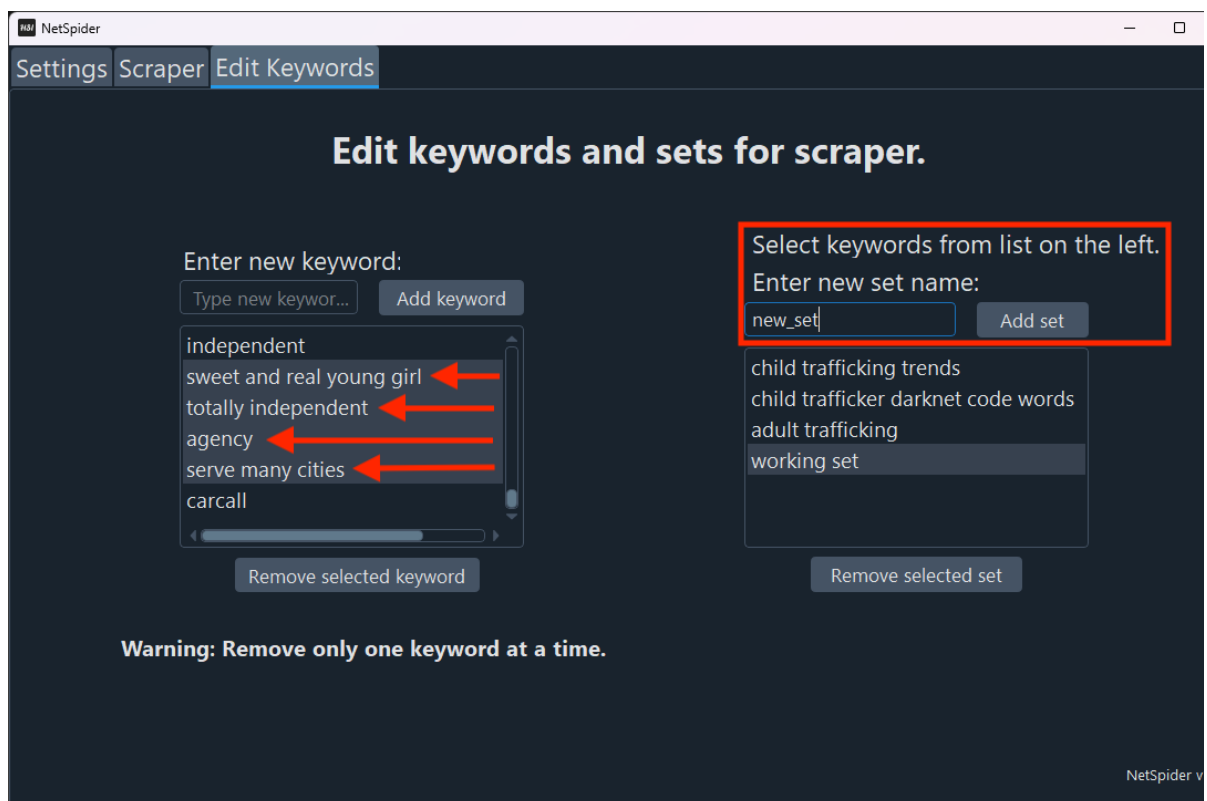 NetSpider
Settings Scraper Edit Keywords
Edit keywords and sets for scraper.
Enter new keyword:
Type new keywor... Add keyword
independent
sweet and real young girl
totally independent
agency
serve many cities
carcall
Remove selected keyword
Warning: Remove only one keyword at a time.
Select keywords from list on the left.
Enter new set name:
new_set Add set
child trafficking trends
child trafficker darknet code words
adult trafficking
working set
Remove selected set
NetSpider v